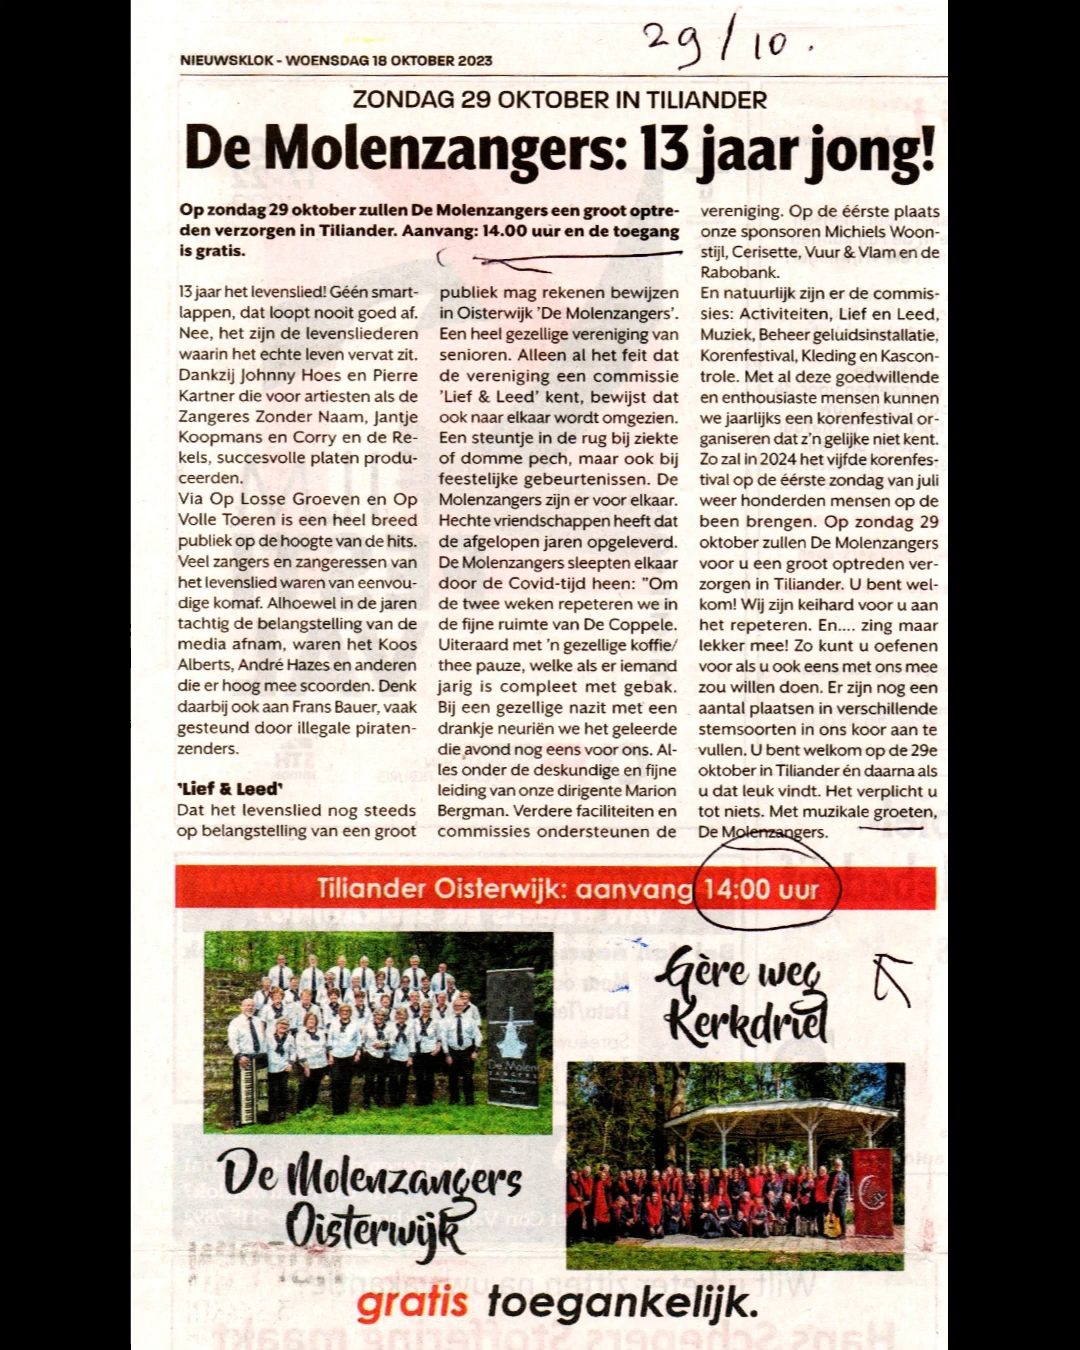 29/10.
NIEUWSKLOK - WOENSDAG 18 OKTOBER 2023
ZONDAG 29 OKTOBER IN TILIANDER
De Molenzangers: 13 jaar jong!
Op zondag 29 oktober zullen De Molenzangers een groot optre-
den verzorgen in Tiliander. Aanvang: 14.00 uur en de toegang
is gratis.
13 jaar het levenslied! Géén smart-
lappen, dat loopt nooit goed af.
Nee, het zijn de levensliederen
waarin het echte leven vervat zit.
Dankzij Johnny Hoes en Pierre
Kartner die voor artiesten als de
Zangeres Zonder Naam, Jantje
Koopmans en Corry en de Re-
kels, succesvolle platen produ-
ceerden.
Via Op Losse Groeven en Op
Volle Toeren is een heel breed
publiek op de hoogte van de hits.
Veel zangers en zangeressen van
het levenslied waren van eenvou-
dige komaf. Alhoewel in de jaren
tachtig de belangstelling van de
media afnam, waren het Koos
Alberts, André Hazes en anderen
die er hoog mee scoorden. Denk
daarbij ook aan Frans Bauer, vaak
gesteund door illegale piraten-
zenders.
'Lief & Leed'
Dat het levenslied nog steeds
op belangstelling van een groot
publiek mag rekenen bewijzen
in Oisterwijk 'De Molenzangers'.
Een heel gezellige vereniging van
senioren. Alleen al het feit dat
de vereniging een commissie
'Lief & Leed' kent, bewijst dat
ook naar elkaar wordt omgezien.
Een steuntje in de rug bij ziekte
of domme pech, maar ook bij
feestelijke gebeurtenissen. De
Molenzangers zijn er voor elkaar.
Hechte vriendschappen heeft dat
de afgelopen jaren opgeleverd.
De Molenzangers sleepten elkaar
door de Covid-tijd heen: "Om
de twee weken repeteren we in
de fijne ruimte van De Coppele.
Uiteraard met 'n gezellige koffie/
thee pauze, welke als er iemand
jarig is compleet met gebak.
Bij een gezellige nazit met een
drankje neuriën we het geleerde
die avond nog eens voor ons. Al-
les onder de deskundige en fijne
leiding van onze dirigente Marion
Bergman. Verdere faciliteiten en
commissies ondersteunen de
vereniging. Op de éérste plaats
onze sponsoren Michiels Woon-
stijl, Cerisette, Vuur & Vlam en de
Rabobank.
En natuurlijk zijn er de commis-
sies: Activiteiten, Lief en Leed,
Muziek, Beheer geluidsinstallatie,
Korenfestival, Kleding en Kascon-
trole. Met al deze goedwillende
en enthousiaste mensen kunnen
we jaarlijks een korenfestival or-
ganiseren dat z'n gelijke niet kent.
Zo zal in 2024 het vijfde korenfes-
tival op de éérste zondag van juli
weer honderden mensen op de
been brengen. Op zondag 29
oktober zullen De Molenzangers
voor u een groot optreden ver-
zorgen in Tiliander. U bent wel-
kom! Wij zijn keihard voor u aan
het repeteren. En.... zing maar
lekker mee! Zo kunt u oefenen
voor als u ook eens met ons mee
zou willen doen. Er zijn nog een
aantal plaatsen in verschillende
stemsoorten in ons koor aan te
vullen. U bent welkom op de 29e
oktober in Tiliander én daarna als
u dat leuk vindt. Het verplicht u
tot niets. Met muzikale groeten,
De Molenzangers.
Tiliander Oisterwijk: aanvang 14:00 uur
Gère weg
Kerkdriel
De Molen
ZANGERS
De Molenzangers
Oisterwijk
gratis toegankelijk.